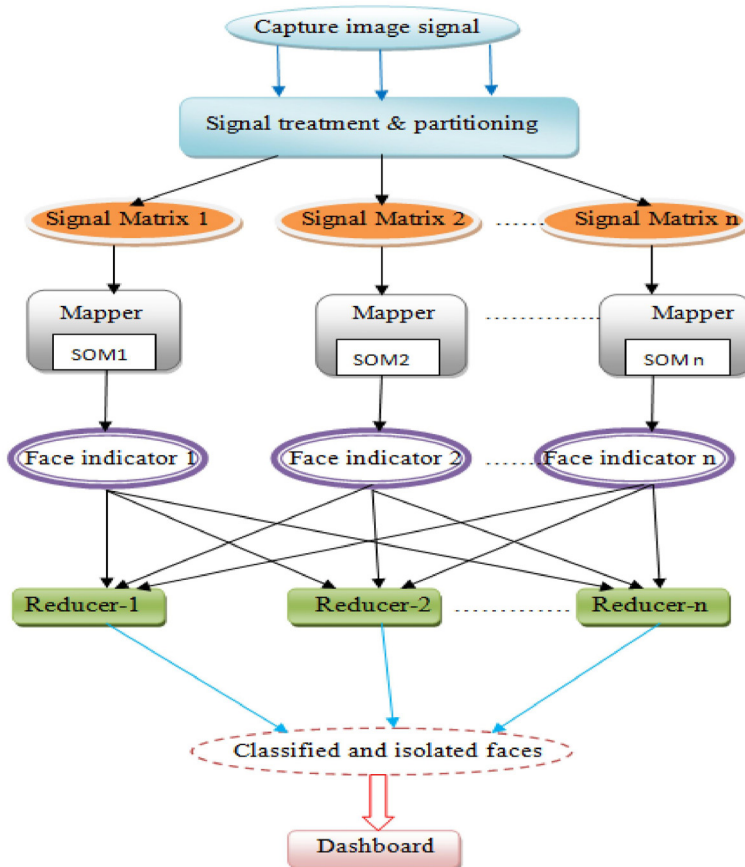 Capture image signal
Signal treatment & partitioning
Signal Matrix 1
Signal Matrix 2
Signal Matrix n
Mapper
Mapper
Mapper
SOM1
SOM2
SOM n
Face indicator 1
Face indicator 2
Face indicator n
Reducer-1
Reducer-2
Reducer-n
Classified and isolated faces
Dashboard